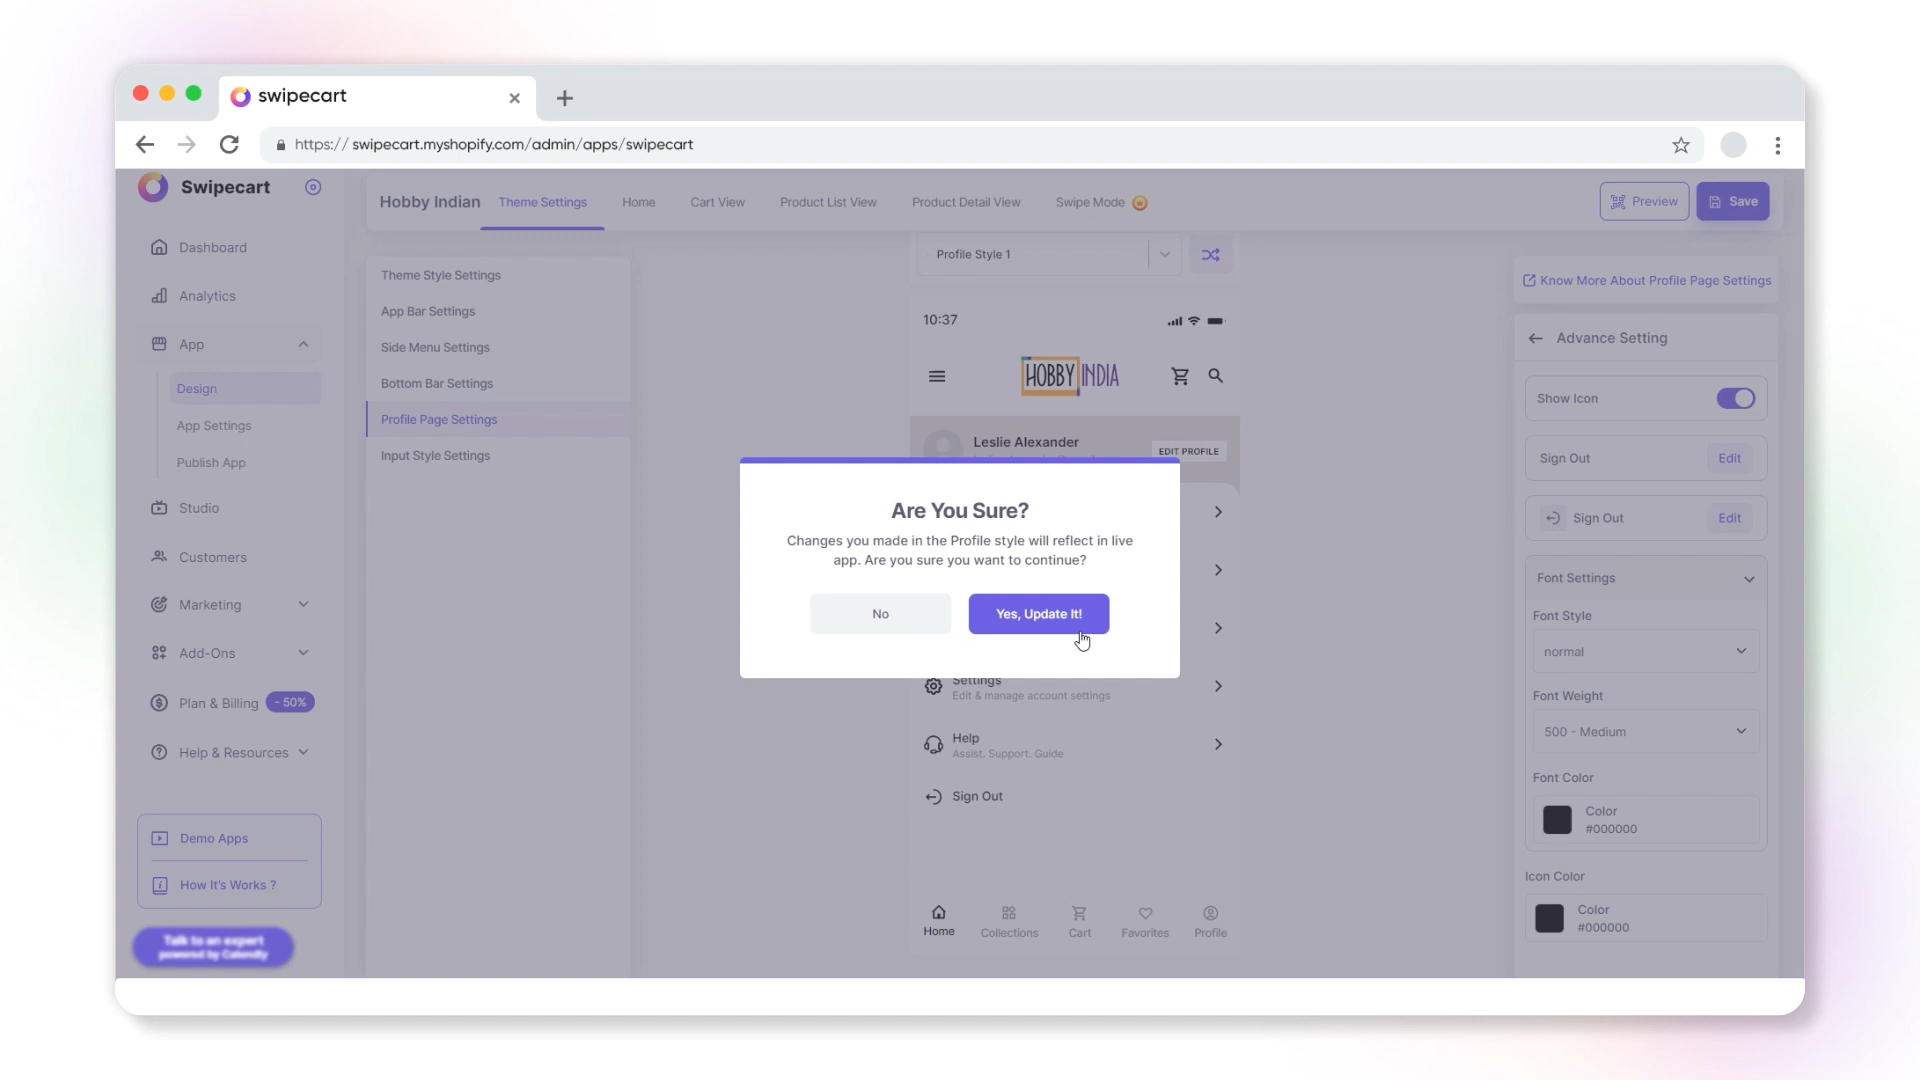 swipecart
https:// swipecart.myshopify.com/admin/apps/swipecart
Swipecart
Dashboard
Analytics
App
Design
App Settings
Publish App
Studio
Customers
Marketing
Add-Ons
Plan & Billing - 50%
Help & Resources
Demo Apps
How It's Works ?
Talk to an expert
powered by Calendly
Hobby Indian
Theme Settings
Home
Cart View
Product List View
Product Detail View
Swipe Mode
Preview
Save
Theme Style Settings
App Bar Settings
Side Menu Settings
Bottom Bar Settings
Profile Page Settings
Input Style Settings
Profile Style 1
10:37
HOBBY INDIA
Leslie Alexander
EDIT PROFILE
Are You Sure?
Changes you made in the Profile style will reflect in live
app. Are you sure you want to continue?
No
Yes, Update It!
Settings
Edit & manage account settings
Help
Assist. Support. Guide
Sign Out
Home
Collections
Cart
Favorites
Profile
Know More About Profile Page Settings
Advance Setting
Show Icon
Sign Out
Edit
Sign Out
Edit
Font Settings
Font Style
normal
Font Weight
500 - Medium
Font Color
Color
#000000
Icon Color
Color
#000000